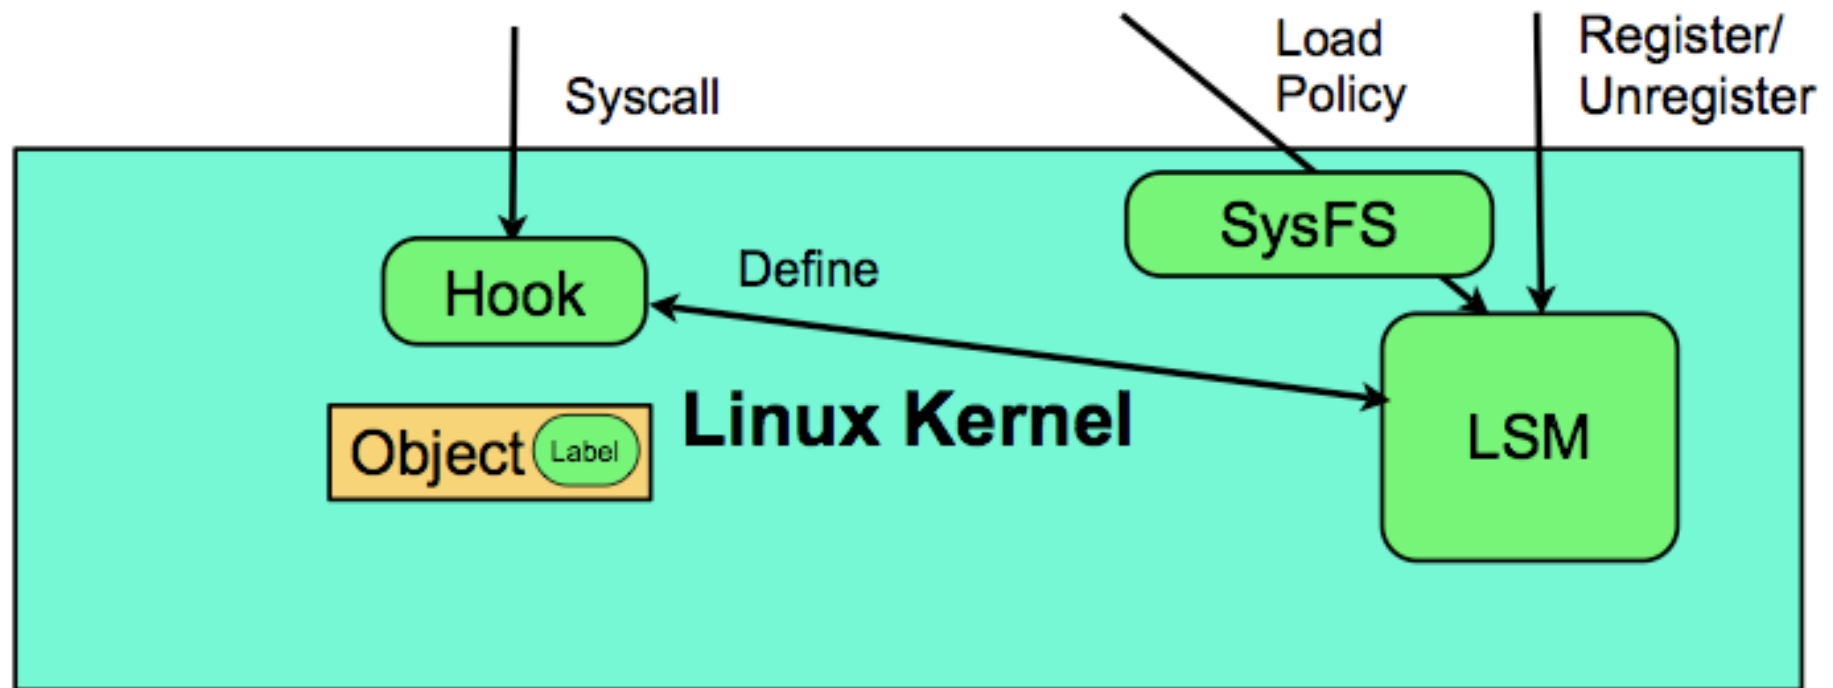 Syscall
Load
Policy
Register/
Unregister
SysFS
Hook
Define
Linux Kernel
Object
Label
LSM